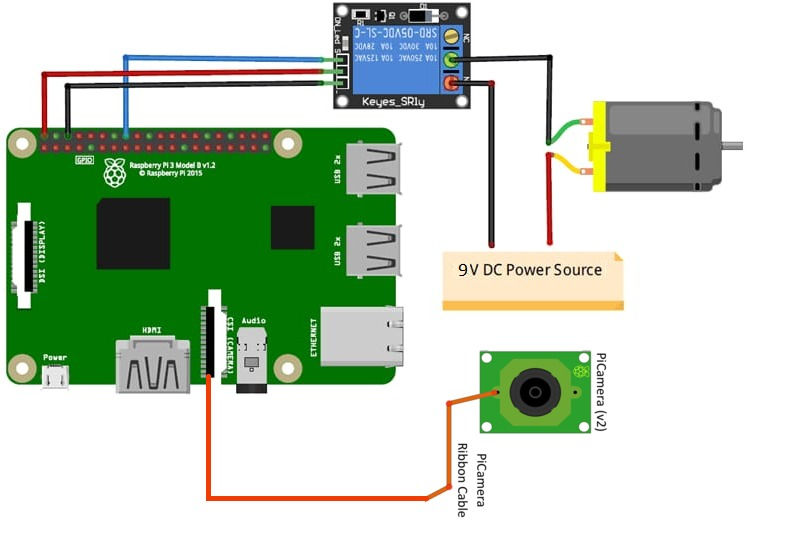 SRD-05VDC-SL-C
10A 30VDC 10A 28VDC
10A 250VAC 10A 125VAC
NC
Keyes_SRly
GPIO
Raspberry Pi 3 Model B v1.2
© Raspberry Pi 2015
USB 2x
USB 2x
DSI (DISPLAY)
CSI (CAMERA)
Audio
HDMI
Power
ETHERNET
9V DC Power Source
PiCamera (v2)
PiCamera
Ribbon Cable